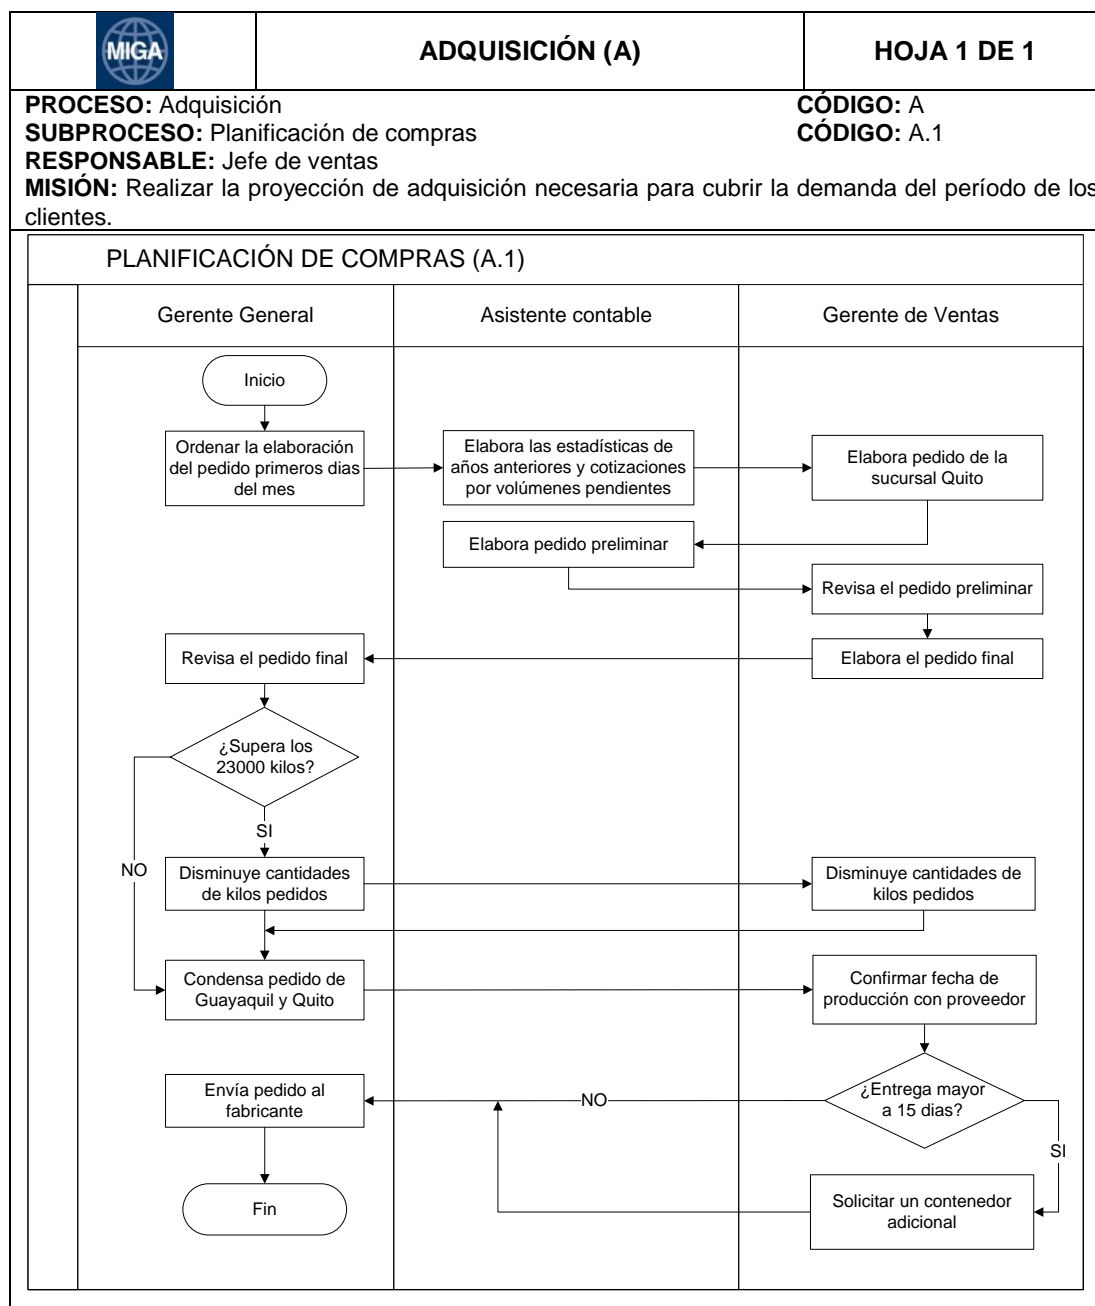 MIGA
ADQUISICIÓN (A)
HOJA 1 DE 1
PROCESO: Adquisición
CÓDIGO: A
SUBPROCESO: Planificación de compras
CÓDIGO: A.1
RESPONSABLE: Jefe de ventas
MISIÓN: Realizar la proyección de adquisición necesaria para cubrir la demanda del período de los
clientes.
PLANIFICACIÓN DE COMPRAS (A.1)
Gerente General
Asistente contable
Gerente de Ventas
Inicio
Ordenar la elaboración
del pedido primeros dias
del mes
Elabora las estadísticas de
años anteriores y cotizaciones
por volúmenes pendientes
Elabora pedido de la
sucursal Quito
Elabora pedido preliminar
Revisa el pedido preliminar
Revisa el pedido final
Elabora el pedido final
¿Supera los
23000 kilos?
SI
NO
Disminuye cantidades
de kilos pedidos
Disminuye cantidades de
kilos pedidos
Condensa pedido de
Guayaquil y Quito
Confirmar fecha de
producción con proveedor
Envía pedido al
fabricante
NO
¿Entrega mayor
a 15 dias?
SI
Fin
Solicitar un contenedor
adicional